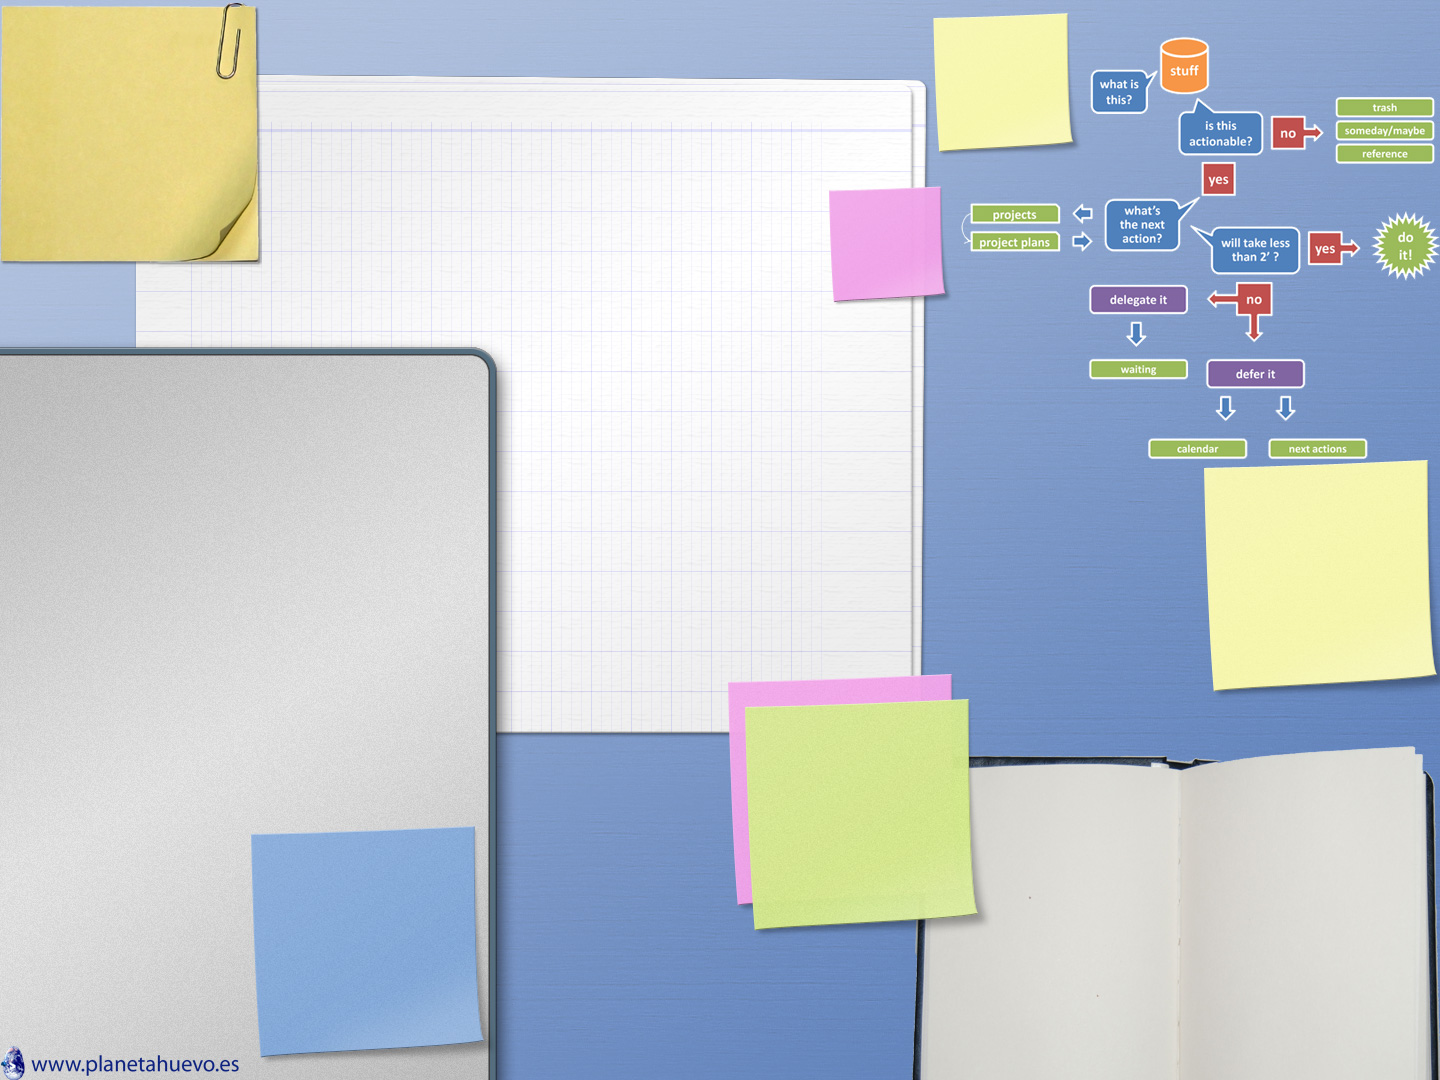 stuff
what is
this?
is this
actionable?
no
trash
someday/maybe
reference
yes
what's
the next
action?
projects
project plans
will take less
than 2' ?
yes
do
it!
no
delegate it
waiting
defer it
calendar
next actions
www.planetahuevo.es